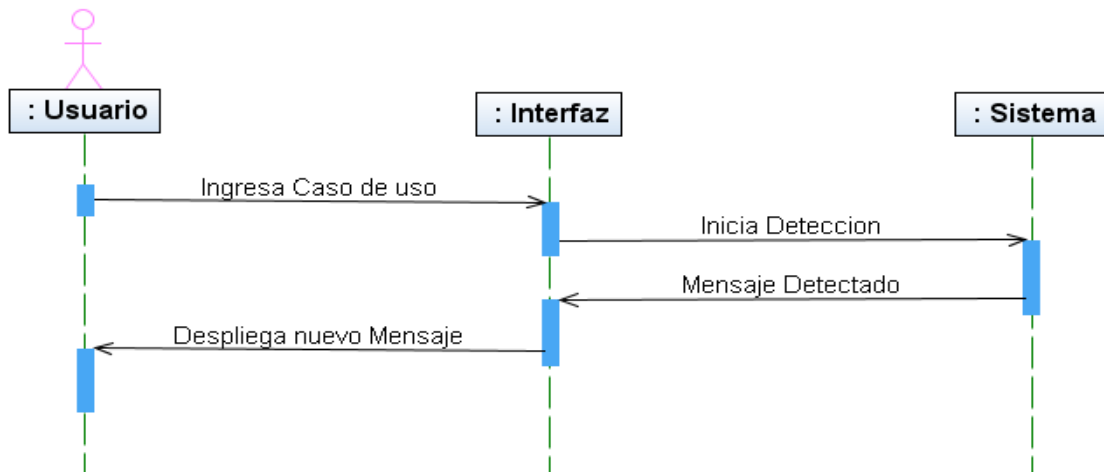 : Usuario
: Interfaz
: Sistema
Ingresa Caso de uso
Inicia Deteccion
Mensaje Detectado
Despliega nuevo Mensaje